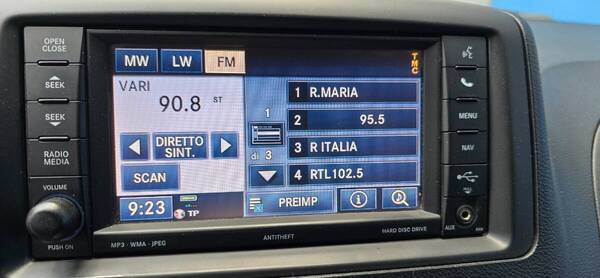 OPEN
CLOSE
SEEK
SEEK
RADIO
MEDIA
VOLUME
PUSH ON
MW
LW
FM
TMC
VARI
90.8 ST
DIRETTO
SINT.
SCAN
9:23
TP
1
di 3
1 R.MARIA
2 95.5
3 R ITALIA
4 RTL102.5
PREIMP
MENU
NAV
PULL
AUX
MP3 · WMA · JPEG
ANTITHEFT
HARD DISC DRIVE